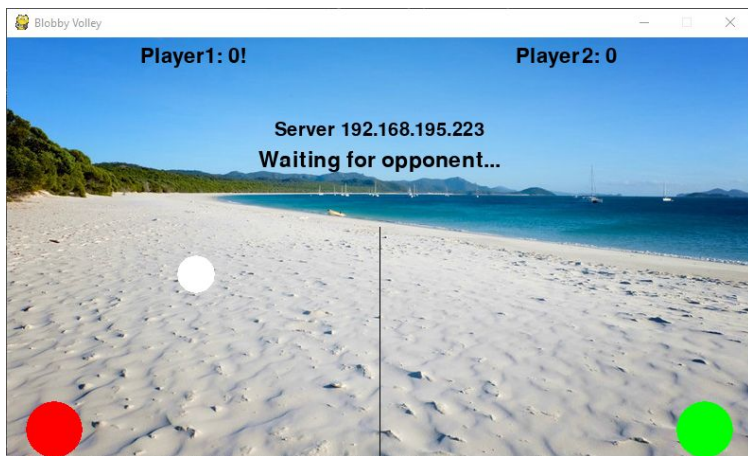 Blobby Volley
Player1: 0!
Player2: 0
Server 192.168.195.223
Waiting for opponent...